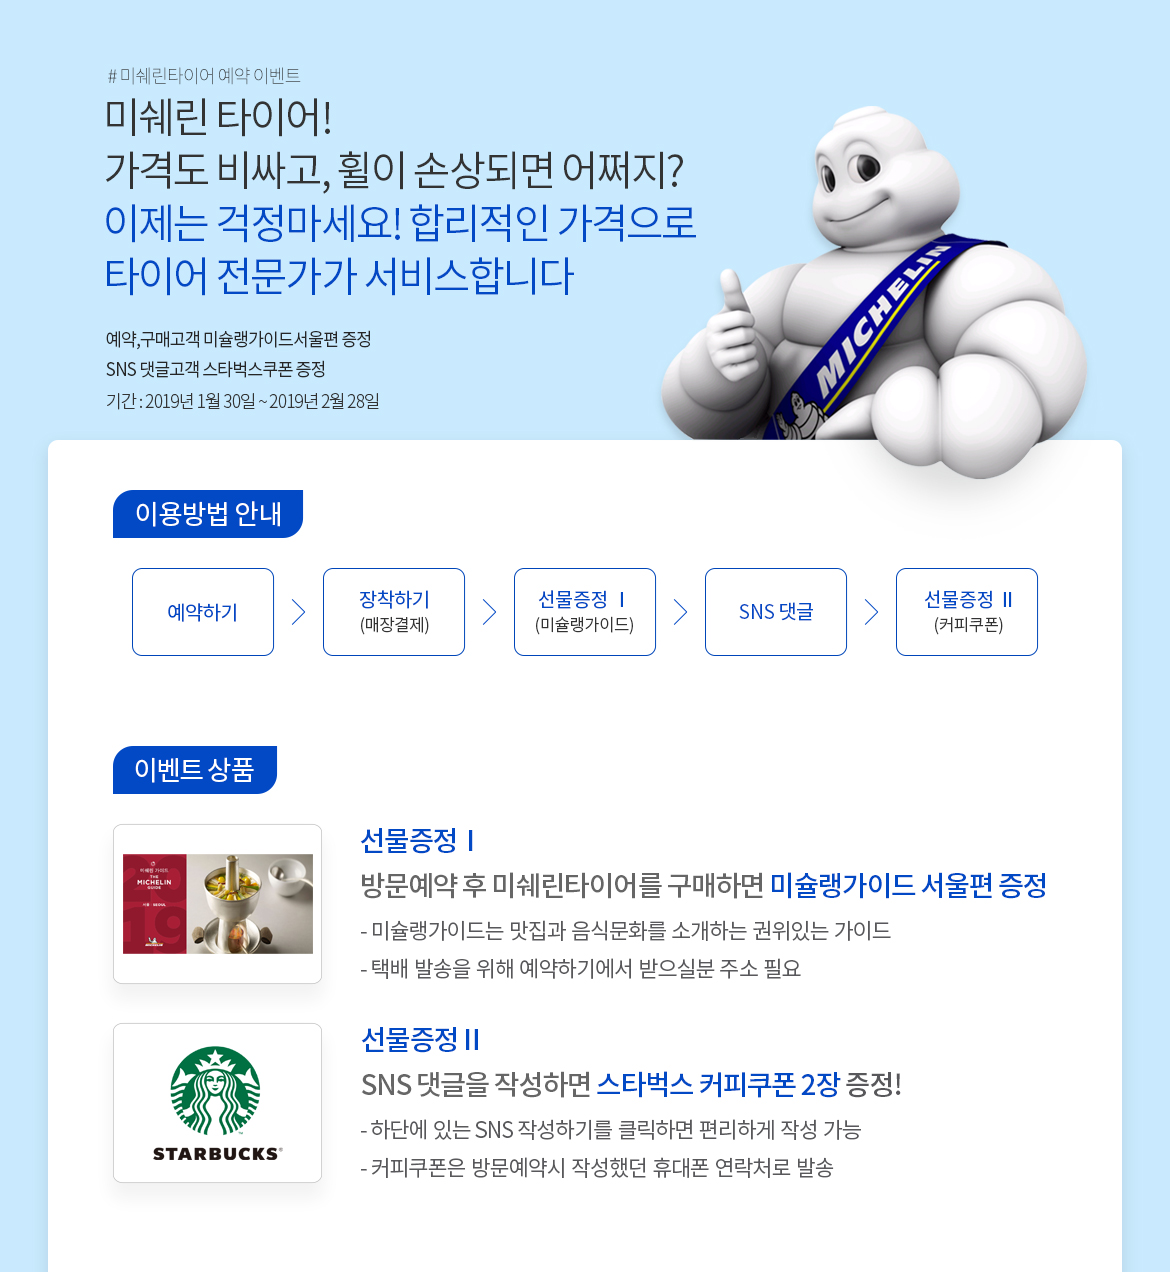 # 미쉐린타이어 예약 이벤트
미쉐린 타이어!
가격도 비싸고, 휠이 손상되면 어쩌지?
이제는 걱정마세요! 합리적인 가격으로
타이어 전문가가 서비스합니다
예약,구매고객 미슐랭가이드서울편 증정
SNS 댓글고객 스타벅스쿠폰 증정
기간 : 2019년 1월 30일 ~ 2019년 2월 28일
MICHELIN
이용방법 안내
예약하기
장착하기
(매장결제)
선물증정 Ⅰ
(미슐랭가이드)
SNS 댓글
선물증정 Ⅱ
(커피쿠폰)
이벤트 상품
미쉐린 가이드
THE
MICHELIN
GUIDE
서울 · SEOUL
2019
선물증정 Ⅰ
방문예약 후 미쉐린타이어를 구매하면 미슐랭가이드 서울편 증정
- 미슐랭가이드는 맛집과 음식문화를 소개하는 권위있는 가이드
- 택배 발송을 위해 예약하기에서 받으실분 주소 필요
STARBUCKS®
선물증정 Ⅱ
SNS 댓글을 작성하면 스타벅스 커피쿠폰 2장 증정!
- 하단에 있는 SNS 작성하기를 클릭하면 편리하게 작성 가능
- 커피쿠폰은 방문예약시 작성했던 휴대폰 연락처로 발송